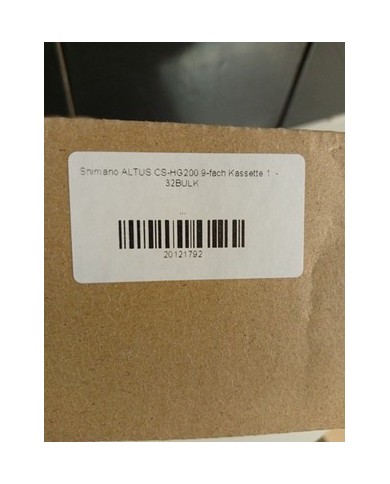 Shimano ALTUS CS-HG200 9-fach Kassette 1 -
32BULK
...
20121792